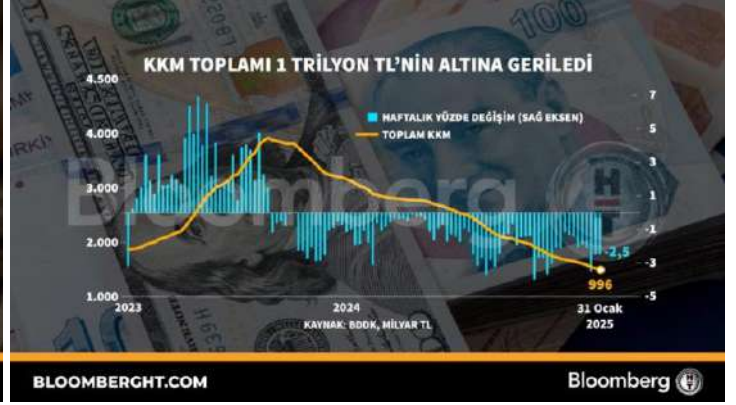 KKM TOPLAMI 1 TRİLYON TL'NİN ALTINA GERİLEDİ
4.500
4.000
3.000
2.000
1.000
7
5
3
1
-1
-3
-5
HAFTALIK YÜZDE DEĞİŞİM (SAĞ EKSEN)
TOPLAM KKM
Bloomberg
-2,5
996
2023
2024
31 Ocak
2025
KAYNAK: BDDK, MİLYAR TL
BLOOMBERGHT.COM
Bloomberg HT